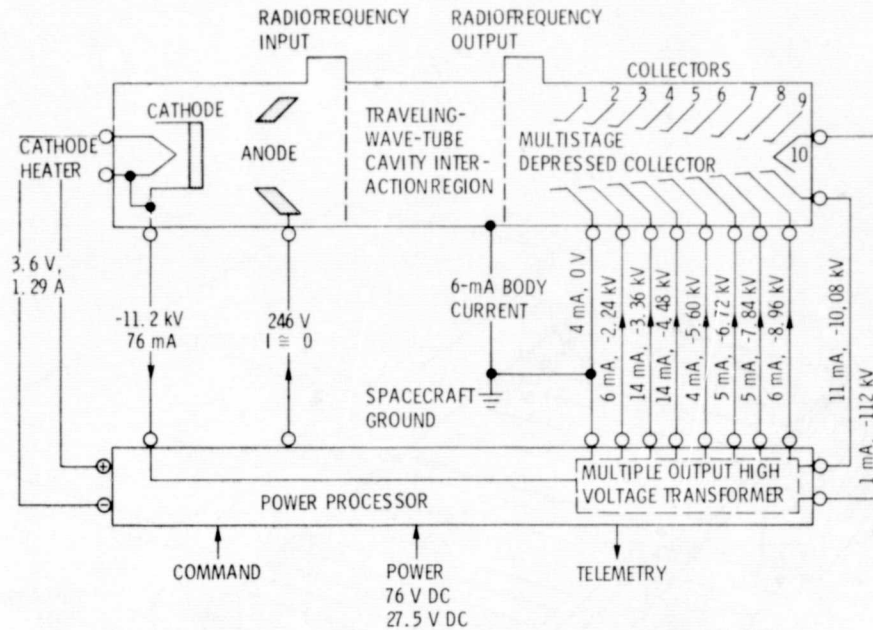 RADIOFREQUENCY
INPUT
RADIOFREQUENCY
OUTPUT
COLLECTORS
1 2 3 4 5 6 7 8 9
CATHODE
ANODE
TRAVELING-
WAVE-TUBE
CAVITY INTER-
ACTION REGION
MULTISTAGE
DEPRESSED COLLECTOR
10
CATHODE
HEATER
3.6 V,
1.29 A
-11.2 kV
76 mA
246 V
I ≅ 0
6-mA BODY
CURRENT
SPACECRAFT
GROUND
4 mA, 0 V
6 mA, -2.24 kV
14 mA, -3.36 kV
14 mA, -4.48 kV
4 mA, -5.60 kV
5 mA, -6.72 kV
5 mA, -7.84 kV
6 mA, -8.96 kV
11 mA, -10.08 kV
1 mA, -112 kV
+
-
POWER PROCESSOR
MULTIPLE OUTPUT HIGH
VOLTAGE TRANSFORMER
COMMAND
POWER
76 V DC
27.5 V DC
TELEMETRY